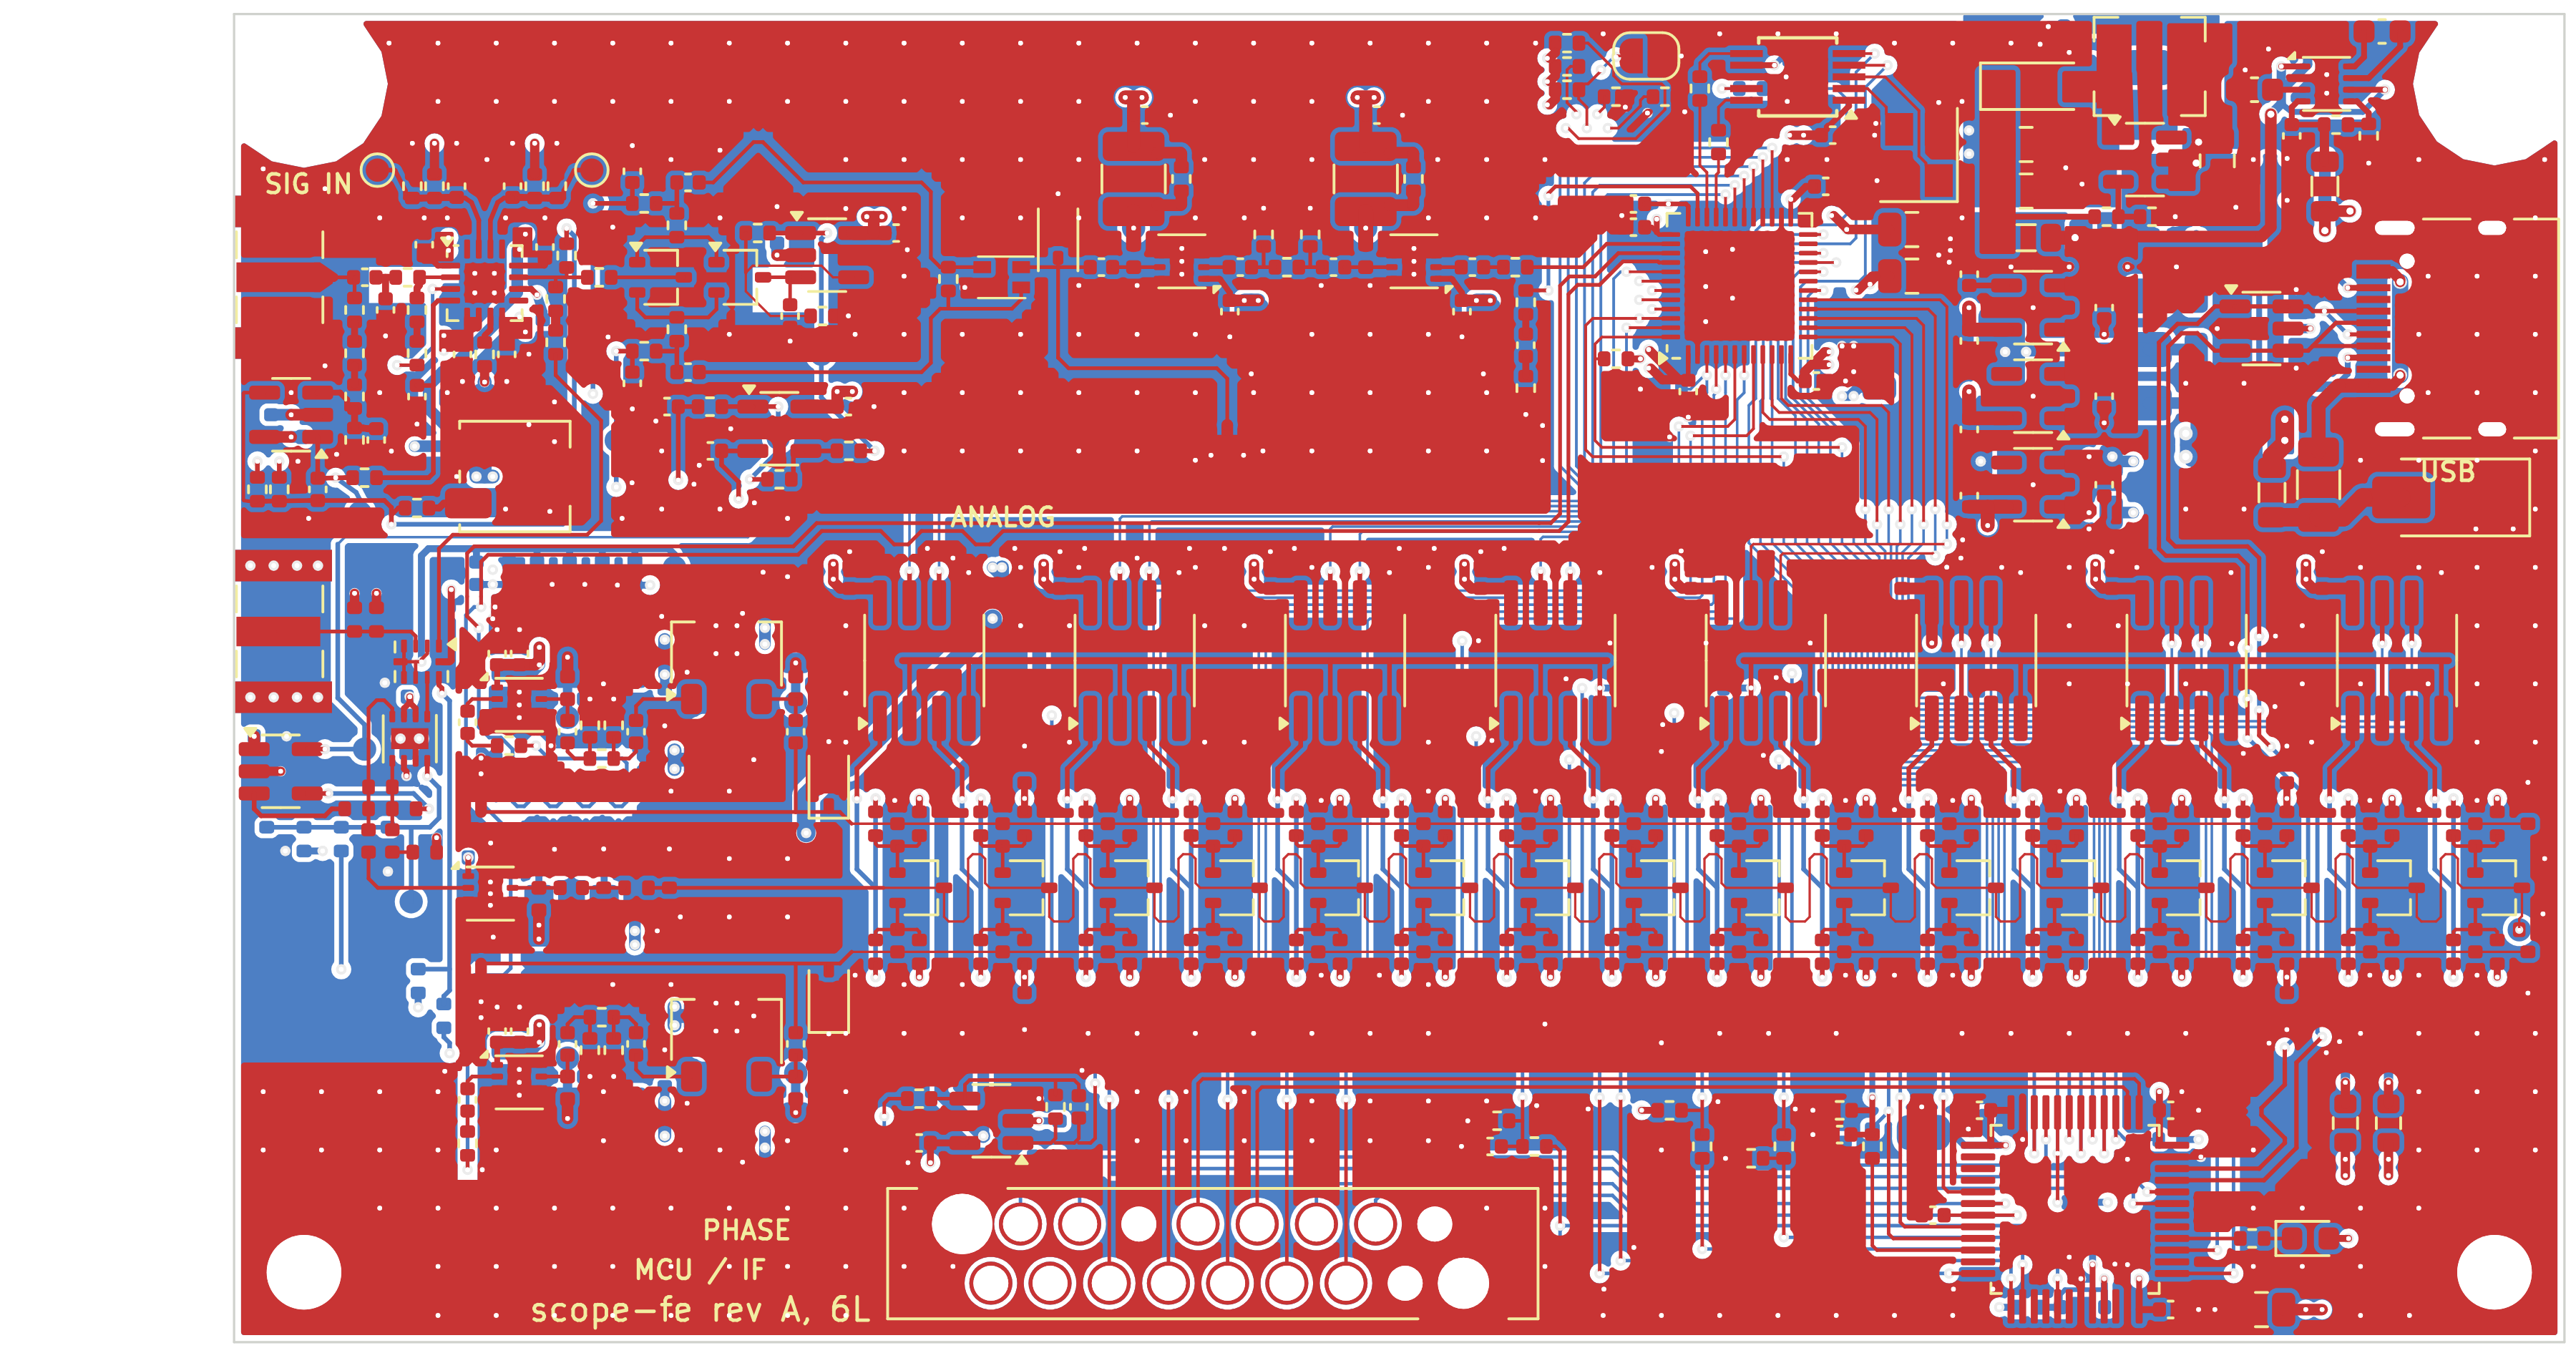 SIG IN
USB
ANALOG
PHASE
MCU / IF
scope-fe rev A, 6L